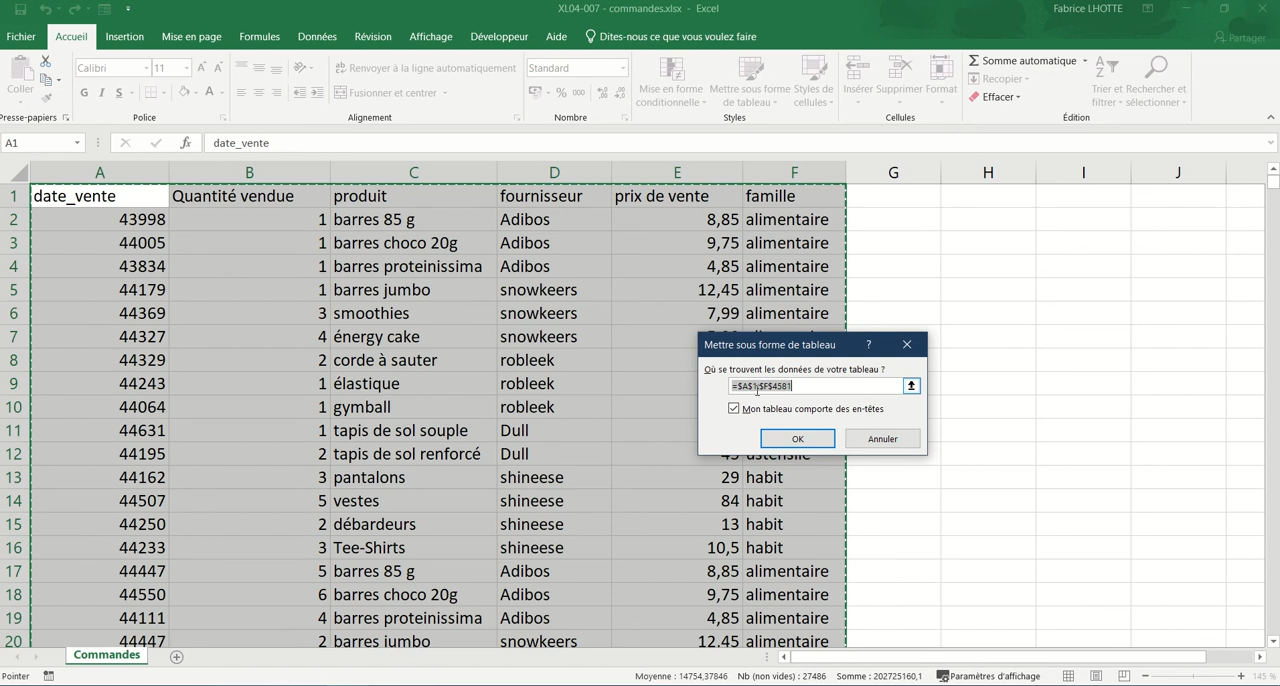 XL04-007 - commandes.xlsx - Excel
Fabrice LHOTTE
Fichier Accueil Insertion Mise en page Formules Données Révision Affichage Développeur Aide Dites-nous ce que vous voulez faire Partager
Coller
Calibri 11
Renvoyer à la ligne automatiquement
Standard
Mise en forme conditionnelle
Mettre sous forme de tableau
Styles de cellules
Insérer Supprimer Format
Somme automatique
Recopier
Effacer
Trier et filtrer
Rechercher et sélectionner
G I S
Fusionner et centrer
% 000
Presse-papiers Police Alignement Nombre Styles Cellules Édition
A1 fx date_vente
A B C D E F G H I J
1 date_vente Quantité vendue produit fournisseur prix de vente famille
2 43998 1 barres 85 g Adibos 8,85 alimentaire
3 44005 1 barres choco 20g Adibos 9,75 alimentaire
4 43834 1 barres proteinissima Adibos 4,85 alimentaire
5 44179 1 barres jumbo snowkeers 12,45 alimentaire
6 44369 3 smoothies snowkeers 7,99 alimentaire
7 44327 4 énergy cake snowkeers alimentaire
8 44329 2 corde à sauter robleek
9 44243 1 élastique robleek
10 44064 1 gymball robleek
11 44631 1 tapis de sol souple Dull
12 44195 2 tapis de sol renforcé Dull 45 ustensile
13 44162 3 pantalons shineese 29 habit
14 44507 5 vestes shineese 84 habit
15 44250 2 débardeurs shineese 13 habit
16 44233 3 Tee-Shirts shineese 10,5 habit
17 44447 5 barres 85 g Adibos 8,85 alimentaire
18 44550 6 barres choco 20g Adibos 9,75 alimentaire
19 44111 4 barres proteinissima Adibos 4,85 alimentaire
20 44447 2 barres jumbo snowkeers 12,45 alimentaire
Mettre sous forme de tableau ?
Où se trouvent les données de votre tableau ?
=$A$1:$F$4581
Mon tableau comporte des en-têtes
OK Annuler
Commandes
Pointer Moyenne : 14754,37846 Nb (non vides) : 27486 Somme : 202725160,1 Paramètres d'affichage 145 %